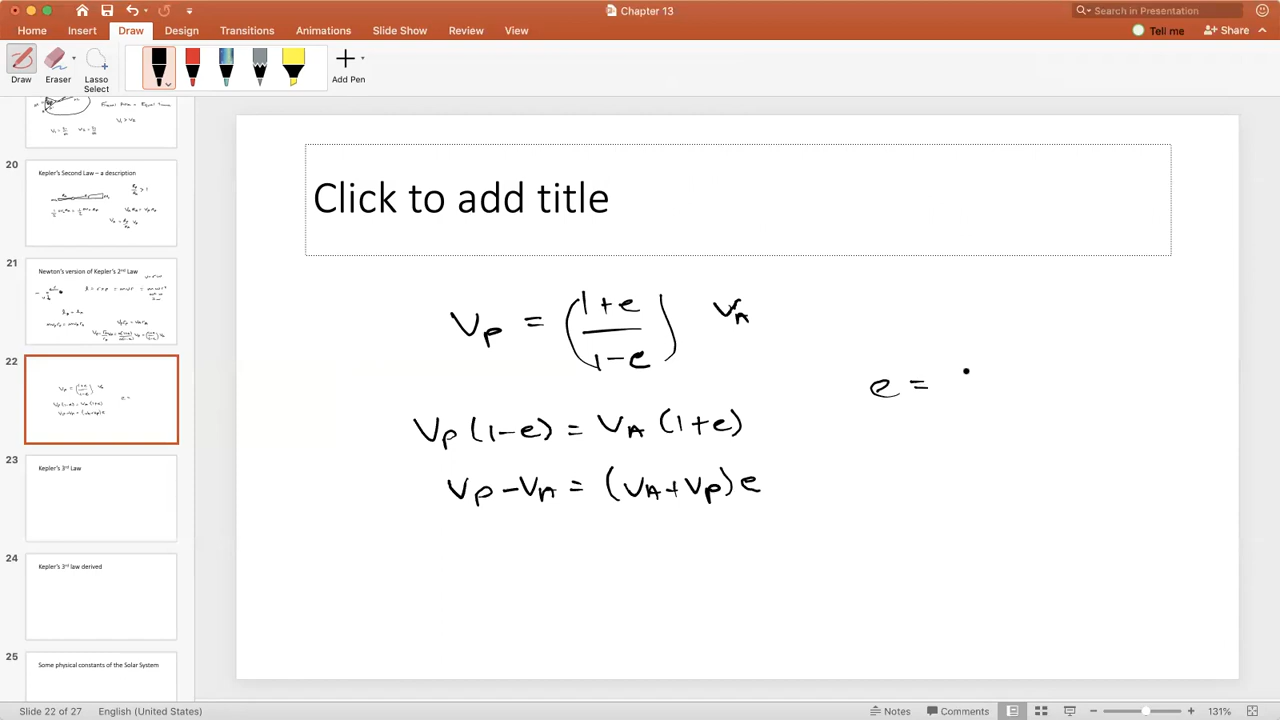 Chapter 13
Search in Presentation
Home Insert Draw Design Transitions Animations Slide Show Review View Tell me Share
Draw Eraser Lasso Select Add Pen
20
Kepler's Second Law – a description
21
Newton's version of Kepler's 2nd Law
22
23
Kepler's 3rd Law
24
Kepler's 3rd law derived
25
Some physical constants of the Solar System
Click to add title
Vp = (1+e / 1-e) VA
e =
Vp (1-e) = VA (1+e)
Vp - VA = (VA+Vp) e
Slide 22 of 27 English (United States) Notes Comments 131%